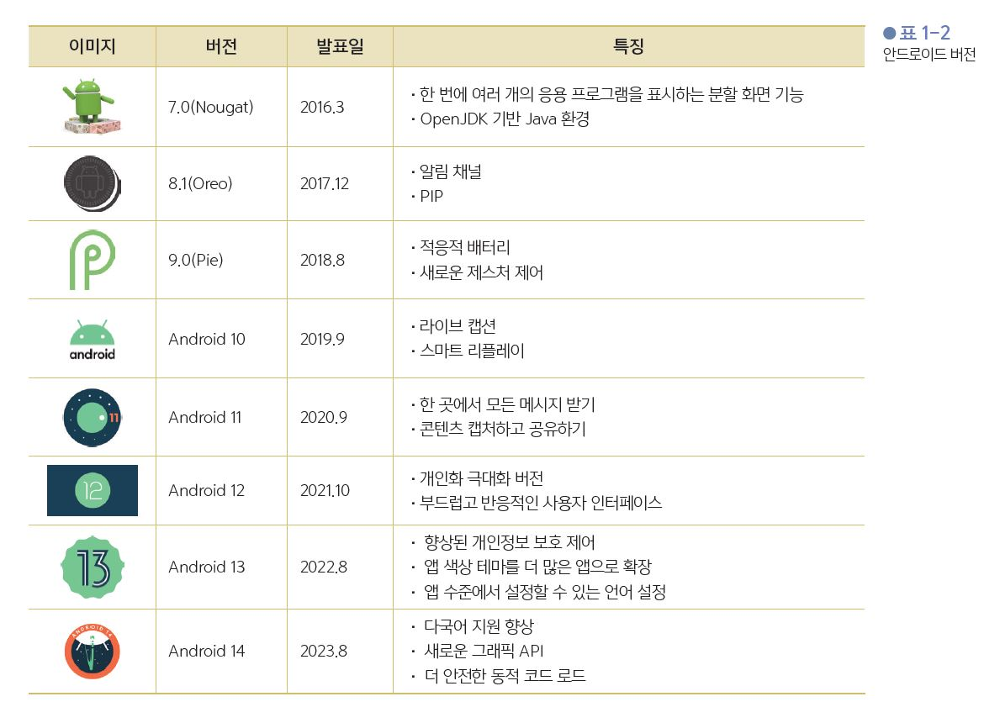 ● 표 1-2
안드로이드 버전
이미지 버전 발표일 특징
7.0(Nougat) 2016.3
· 한 번에 여러 개의 응용 프로그램을 표시하는 분할 화면 기능
· OpenJDK 기반 Java 환경
8.1(Oreo) 2017.12
· 알림 채널
· PIP
9.0(Pie) 2018.8
· 적응적 배터리
· 새로운 제스처 제어
android
Android 10 2019.9
· 라이브 캡션
· 스마트 리플레이
11
Android 11 2020.9
· 한 곳에서 모든 메시지 받기
· 콘텐츠 캡처하고 공유하기
12
Android 12 2021.10
· 개인화 극대화 버전
· 부드럽고 반응적인 사용자 인터페이스
13
Android 13 2022.8
· 향상된 개인정보 보호 제어
· 앱 색상 테마를 더 많은 앱으로 확장
· 앱 수준에서 설정할 수 있는 언어 설정
ANDROID 14
Android 14 2023.8
· 다국어 지원 향상
· 새로운 그래픽 API
· 더 안전한 동적 코드 로드